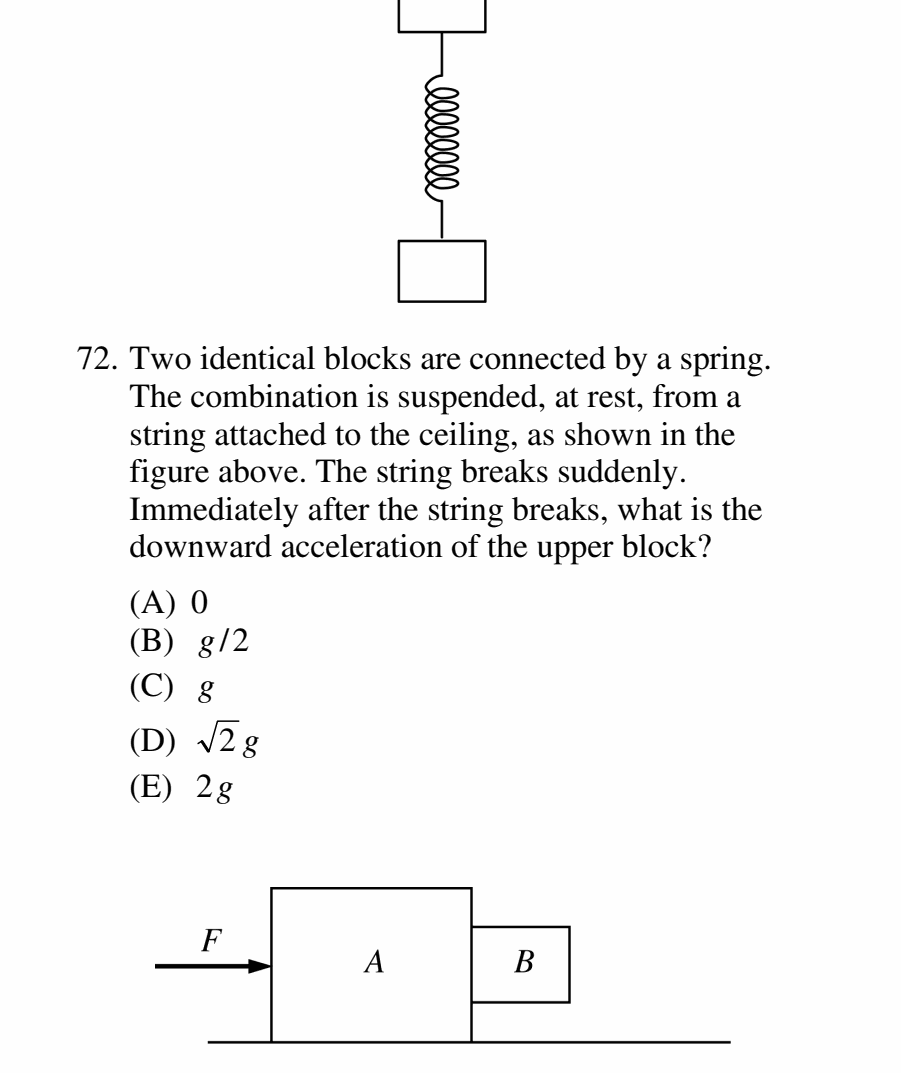 72. Two identical blocks are connected by a spring.
The combination is suspended, at rest, from a
string attached to the ceiling, as shown in the
figure above. The string breaks suddenly.
Immediately after the string breaks, what is the
downward acceleration of the upper block?
(A) 0
(B) g/2
(C) g
(D) √2 g
(E) 2g
F
A
B